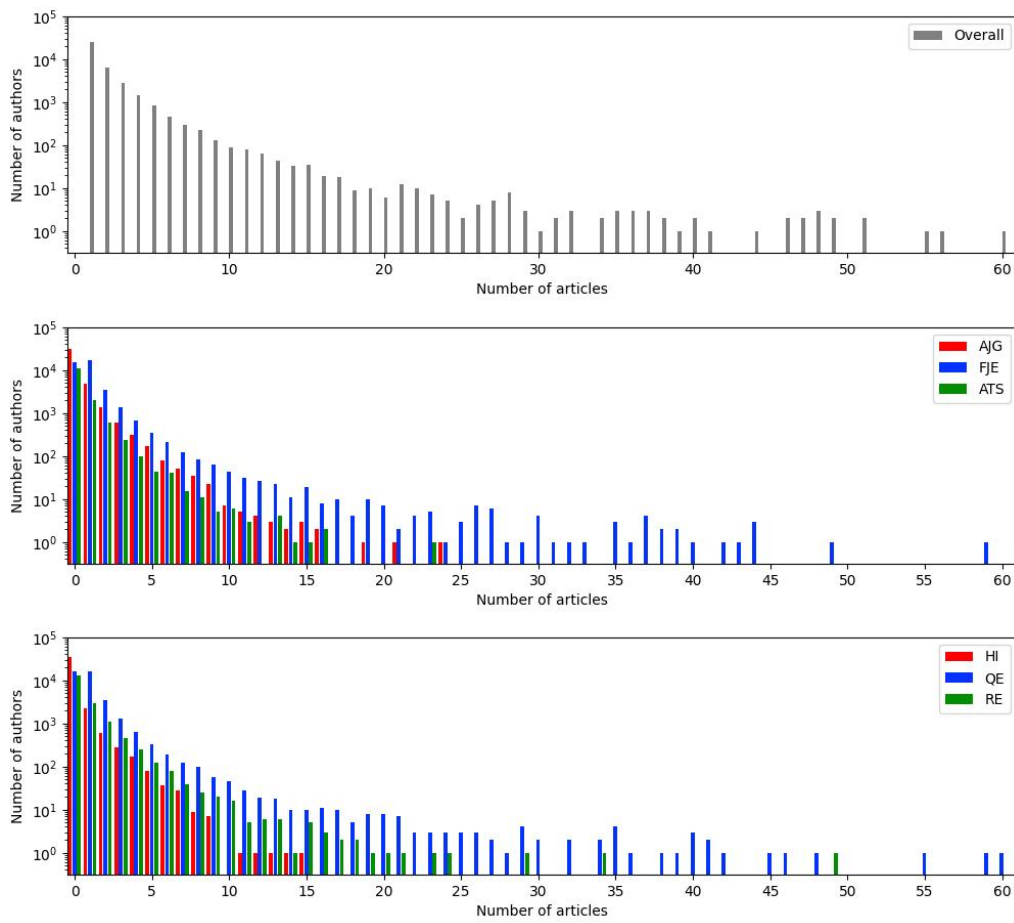 10^5
10^4
10^3
10^2
10^1
10^0
Number of authors
Overall
0 10 20 30 40 50 60
Number of articles
10^5
10^4
10^3
10^2
10^1
10^0
Number of authors
AJG
FJE
ATS
0 5 10 15 20 25 30 35 40 45 50 55 60
Number of articles
10^5
10^4
10^3
10^2
10^1
10^0
Number of authors
HI
QE
RE
0 5 10 15 20 25 30 35 40 45 50 55 60
Number of articles